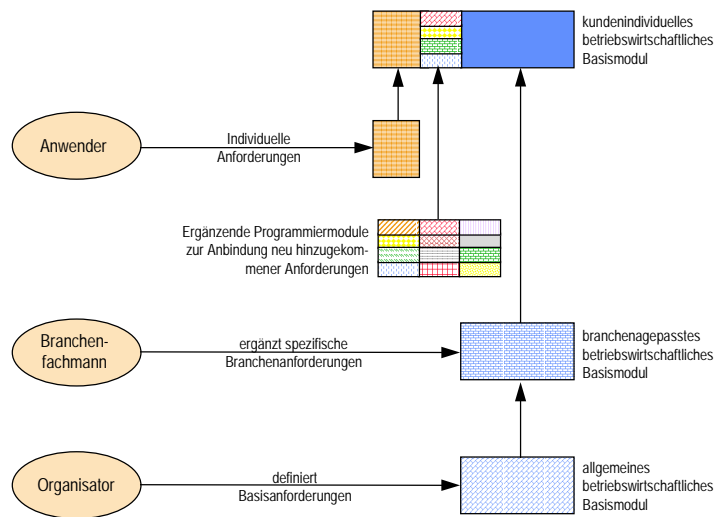 kundenindividuelles
betriebswirtschaftliches
Basismodul
Anwender
Individuelle
Anforderungen
Ergänzende Programmiermodule
zur Anbindung neu hinzugekom-
mener Anforderungen
Branchen-
fachmann
ergänzt spezifische
Branchenanforderungen
branchenagepasstes
betriebswirtschaftliches
Basismodul
Organisator
definiert
Basisanforderungen
allgemeines
betriebswirtschaftliches
Basismodul